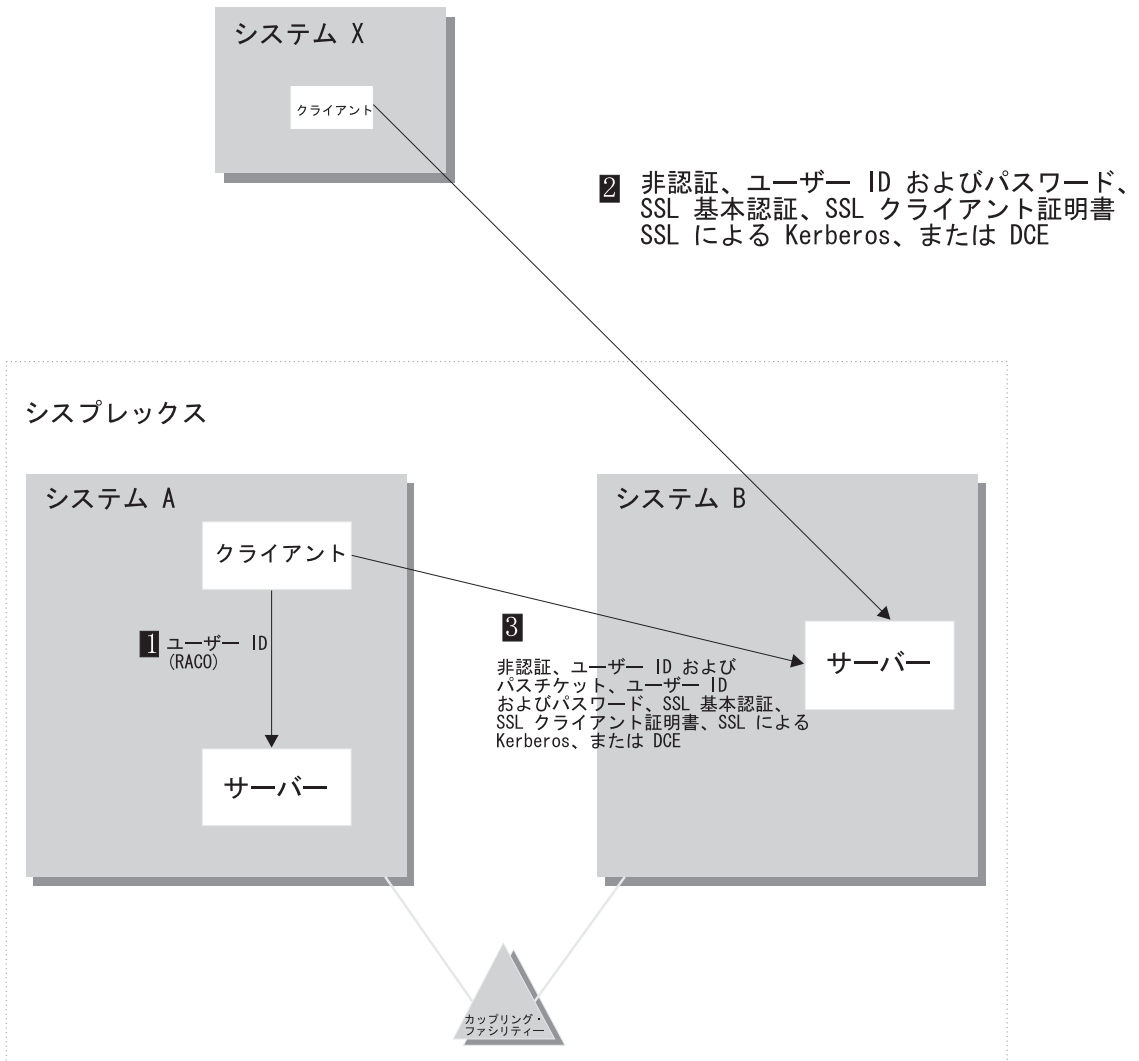 システム X
クライアント
2 非認証、ユーザー ID およびパスワード、
SSL 基本認証、SSL クライアント証明書
SSL による Kerberos、または DCE
シスプレックス
システム A
クライアント
1 ユーザー ID
(RACO)
サーバー
システム B
3
非認証、ユーザー ID および
パスチケット、ユーザー ID
およびパスワード、SSL 基本認証、
SSL クライアント証明書、SSL による
Kerberos、または DCE
サーバー
カップリング・
ファシリティー